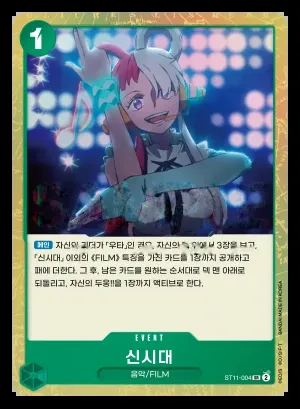 1
메인 자신의 리더가 「우타」인 경우, 자신의 덱 위에서 3장을 보고,
「신시대」 이외의 《FILM》 특징을 가진 카드를 1장까지 공개하고
패에 더한다. 그 후, 남은 카드를 원하는 순서대로 덱 맨 아래로
되돌리고, 자신의 두웅!!을 1장까지 액티브로 한다.
EVENT
신시대
음악/FILM
ST11-004 2